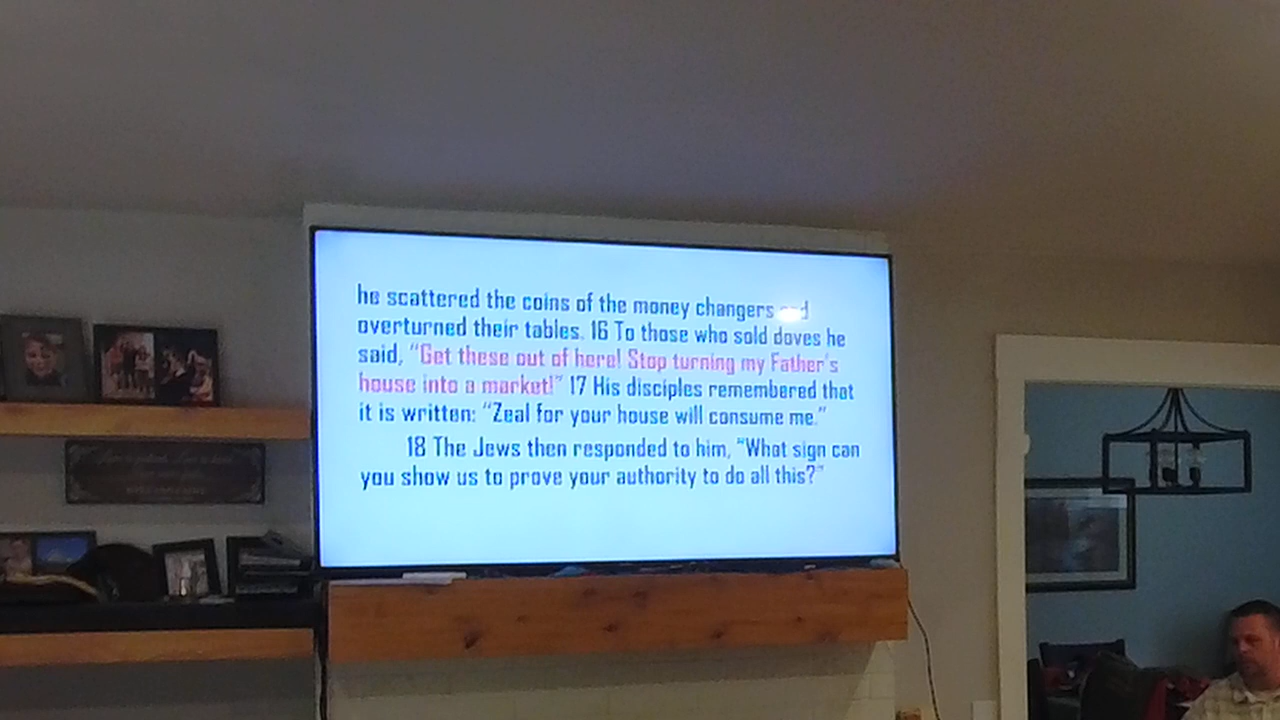 he scattered the coins of the money changers and
overturned their tables. 16 To those who sold doves he
said, “Get these out of here! Stop turning my Father's
house into a market!” 17 His disciples remembered that
it is written: “Zeal for your house will consume me.”
18 The Jews then responded to him, “What sign can
you show us to prove your authority to do all this?”